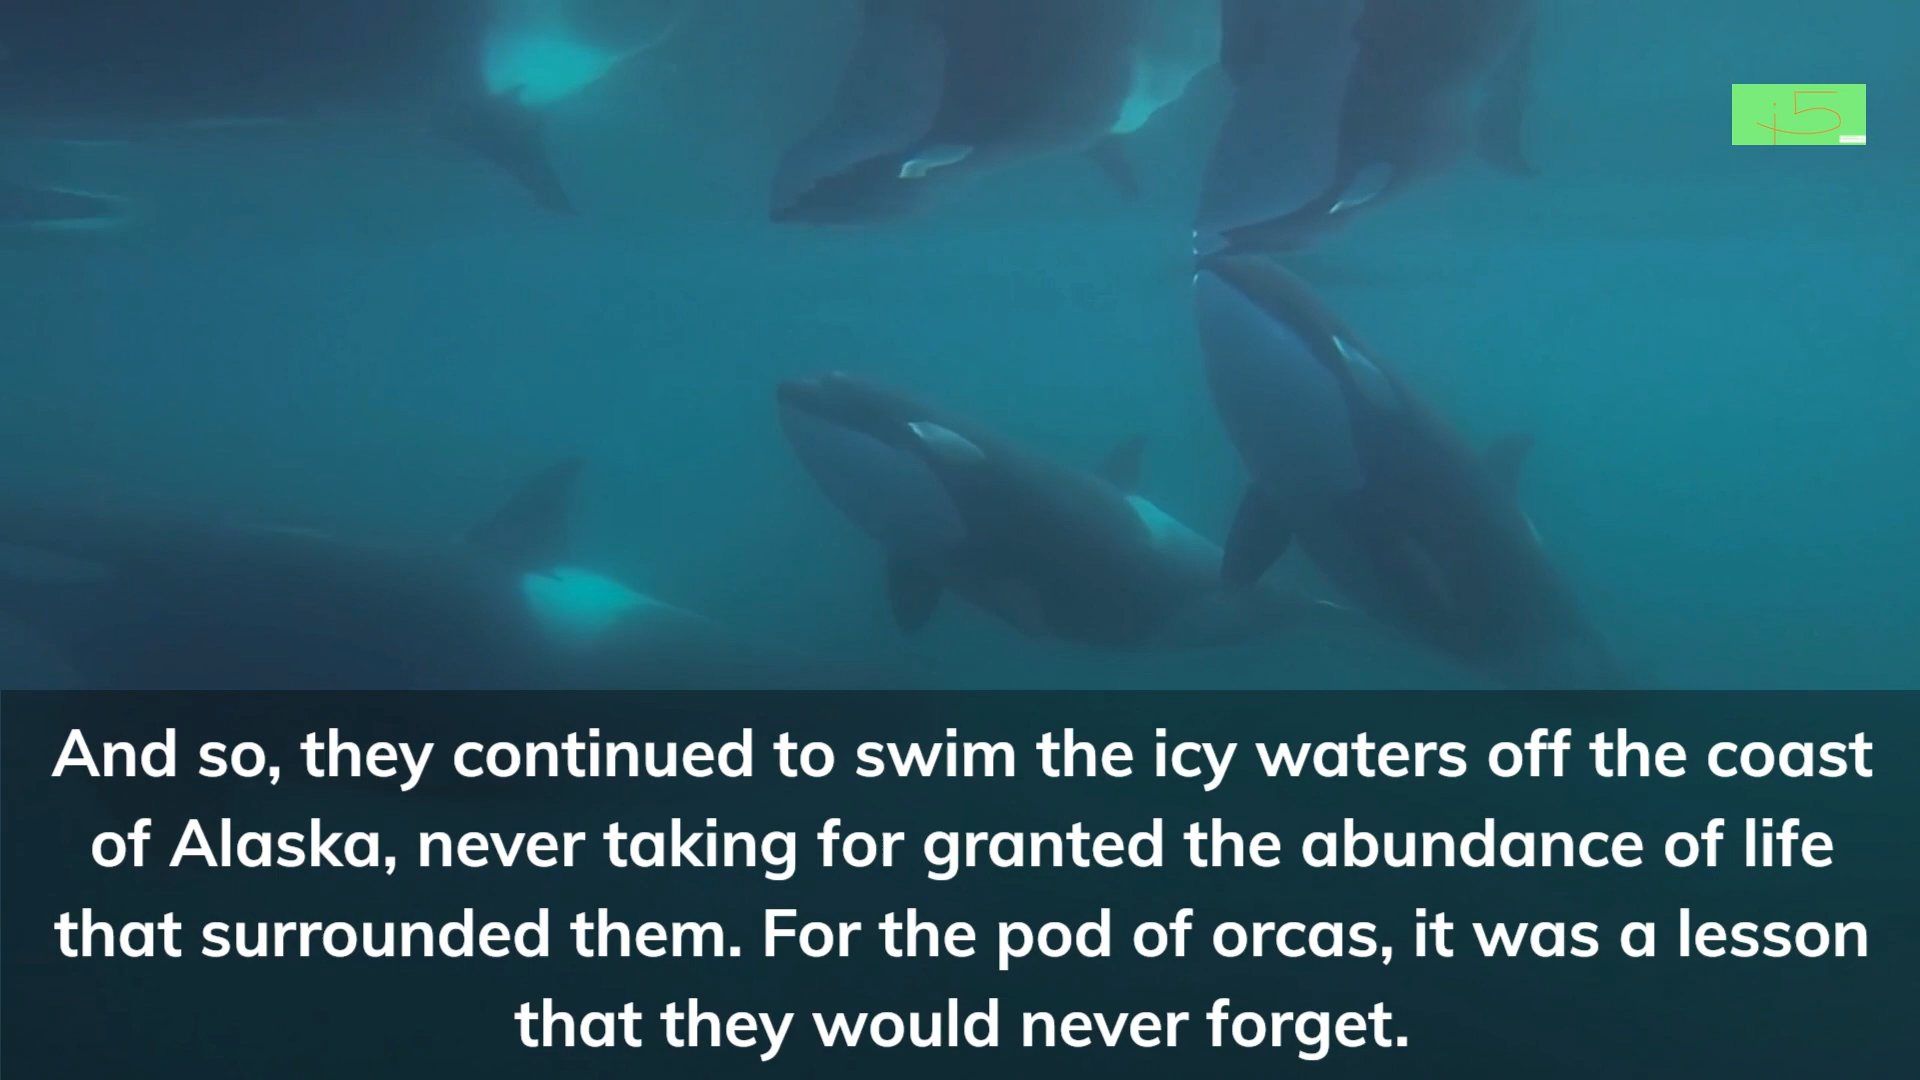 i5
And so, they continued to swim the icy waters off the coast
of Alaska, never taking for granted the abundance of life
that surrounded them. For the pod of orcas, it was a lesson
that they would never forget.